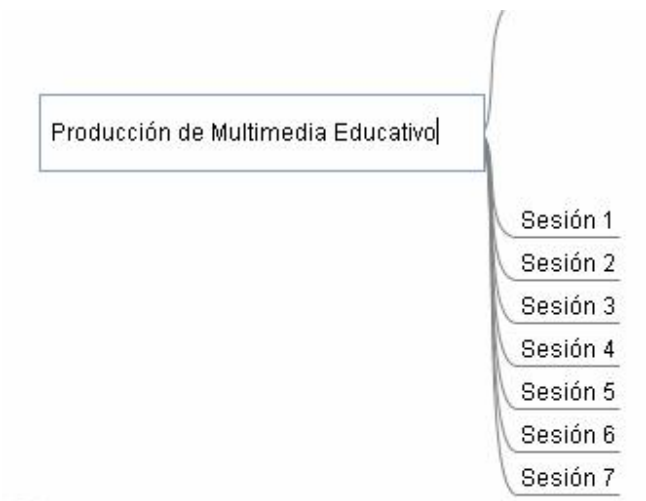 Producción de Multimedia Educativo
Sesión 1
Sesión 2
Sesión 3
Sesión 4
Sesión 5
Sesión 6
Sesión 7